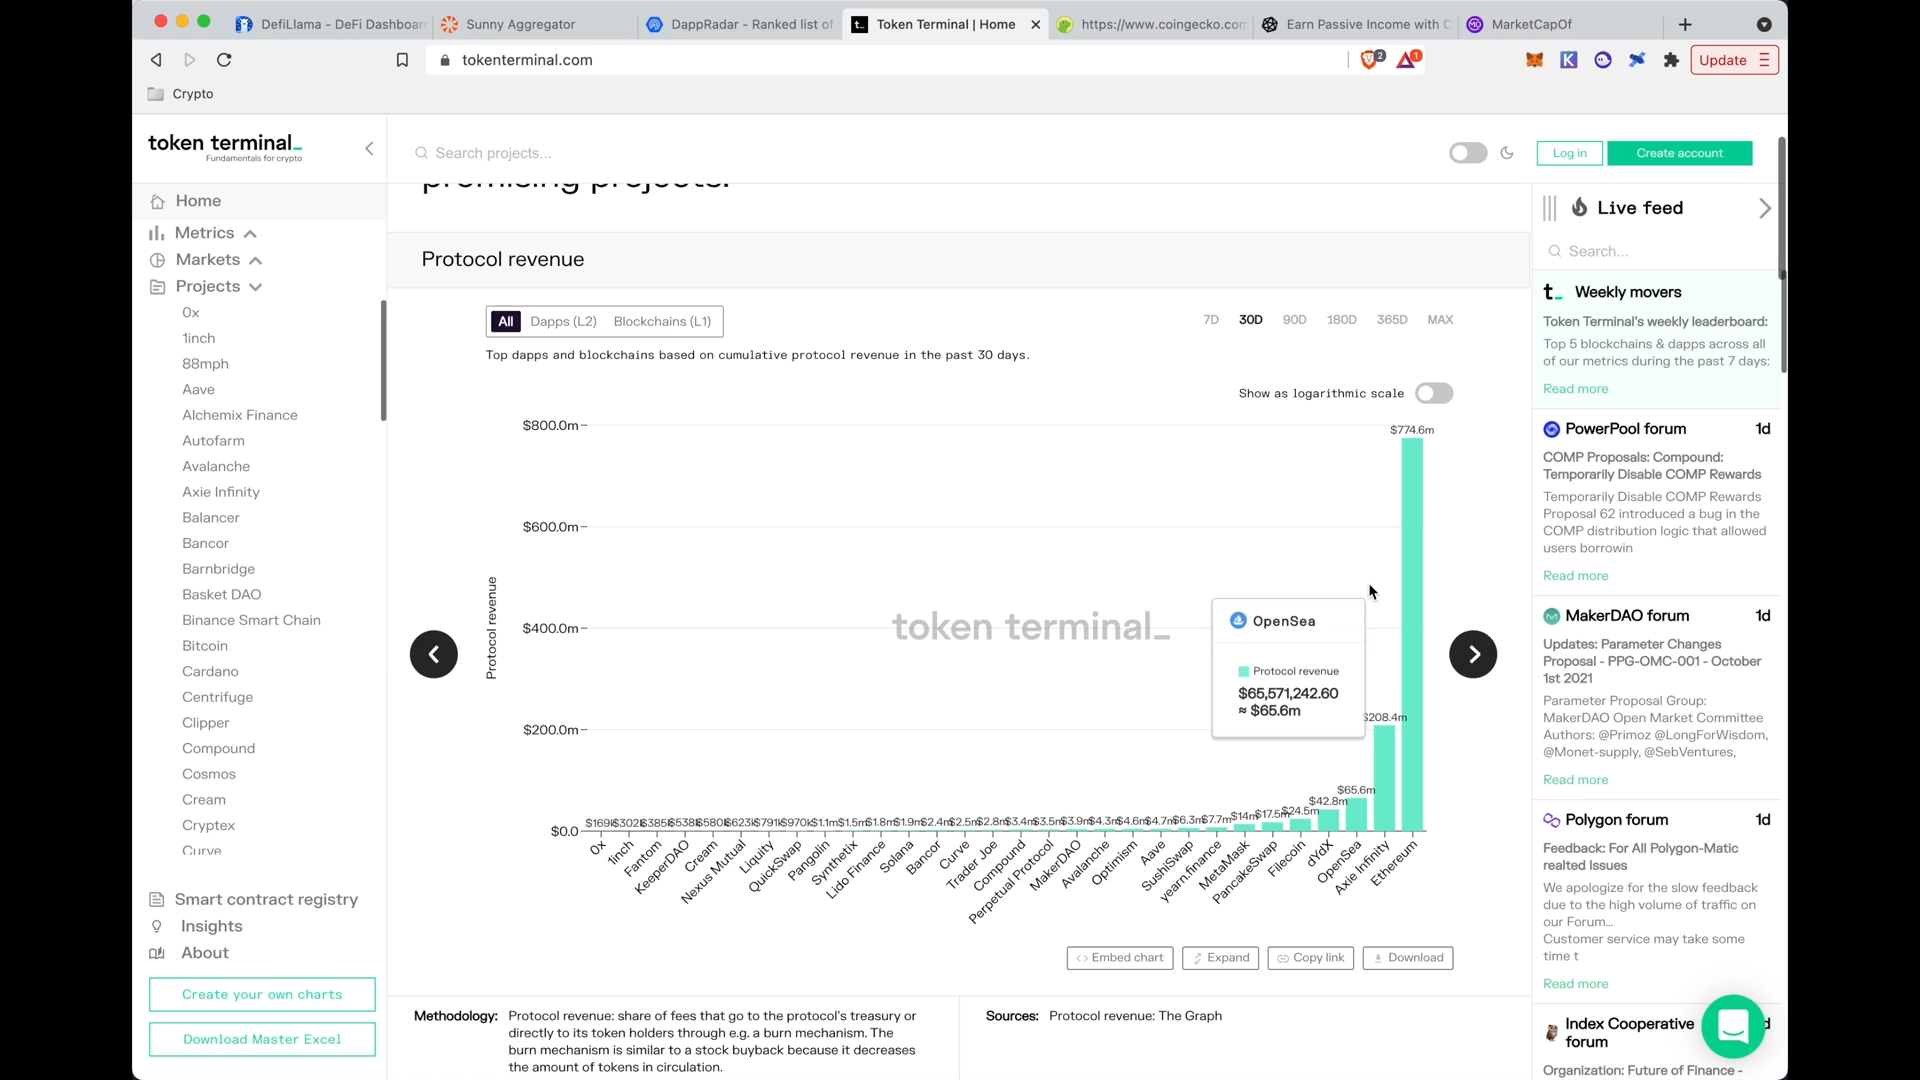 DefiLlama - DeFi Dashboar
Sunny Aggregator
DappRadar - Ranked list of
Token Terminal | Home
https://www.coingecko.com
Earn Passive Income with C
MarketCapOf
tokenterminal.com
2
1
Update
Crypto
token terminal_
Fundamentals for crypto
Search projects...
Log in
Create account
promising projects.
Home
Metrics
Markets
Projects
0x
1inch
88mph
Aave
Alchemix Finance
Autofarm
Avalanche
Axie Infinity
Balancer
Bancor
Barnbridge
Basket DAO
Binance Smart Chain
Bitcoin
Cardano
Centrifuge
Clipper
Compound
Cosmos
Cream
Cryptex
Curve
Smart contract registry
Insights
About
Create your own charts
Download Master Excel
Protocol revenue
All Dapps (L2) Blockchains (L1)
7D 30D 90D 180D 365D MAX
Top dapps and blockchains based on cumulative protocol revenue in the past 30 days.
Show as logarithmic scale
$800.0m
$600.0m
$400.0m
$200.0m
$0.0
Protocol revenue
token terminal_
OpenSea
Protocol revenue
$65,571,242.60
≈ $65.6m
$169k $302k $385k $538k $580k $623k $791k $970k $1.1m $1.5m $1.8m $1.9m $2.4m $2.5m $2.8m $3.4m $3.5m $3.9m $4.3m $4.6m $4.7m $6.3m $7.7m $14m $17.5m $24.5m $42.8m $65.6m $208.4m $774.6m
0x 1inch Fantom KeeperDAO Cream Nexus Mutual Liquity QuickSwap Pangolin Synthetix Lido Finance Solana Bancor Curve Trader Joe Compound Perpetual Protocol MakerDAO Avalanche Optimism Aave SushiSwap yearn.finance MetaMask PancakeSwap Filecoin dYdX OpenSea Axie Infinity Ethereum
Embed chart
Expand
Copy link
Download
Methodology: Protocol revenue: share of fees that go to the protocol's treasury or
directly to its token holders through e.g. a burn mechanism. The
burn mechanism is similar to a stock buyback because it decreases
the amount of tokens in circulation.
Sources: Protocol revenue: The Graph
Live feed
Search...
t_ Weekly movers
Token Terminal's weekly leaderboard:
Top 5 blockchains & dapps across all
of our metrics during the past 7 days:
Read more
PowerPool forum 1d
COMP Proposals: Compound:
Temporarily Disable COMP Rewards
Temporarily Disable COMP Rewards
Proposal 62 introduced a bug in the
COMP distribution logic that allowed
users borrowin
Read more
MakerDAO forum 1d
Updates: Parameter Changes
Proposal - PPG-OMC-001 - October
1st 2021
Parameter Proposal Group:
MakerDAO Open Market Committee
Authors: @Primoz @LongForWisdom,
@Monet-supply, @SebVentures,
Read more
Polygon forum 1d
Feedback: For All Polygon-Matic
realted Issues
We apologize for the slow feedback
due to the high volume of traffic on
our Forum...
Customer service may take some
time t
Read more
Index Cooperative
forum
Organization: Future of Finance -